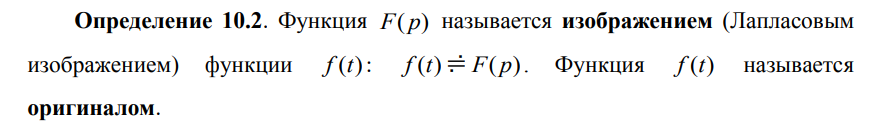 Определение 10.2. Функция F(p) называется изображением (Лапласовым
изображением) функции f(t): f(t) ≓ F(p). Функция f(t) называется
оригиналом.